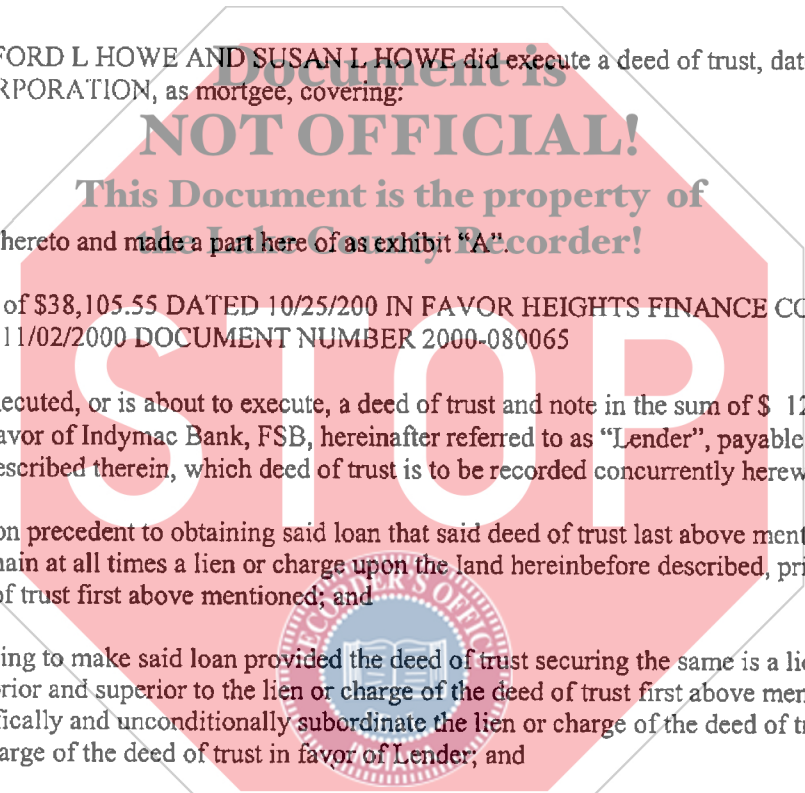 FORD L HOWE AND SUSAN L HOWE did execute a deed of trust, dat
Document is
RPORATION, as mortgee, covering:
NOT OFFICIAL!
This Document is the property of
the Lake County Recorder!
hereto and made a part here of as exhibit “A”.
of $38,105.55 DATED 10/25/200 IN FAVOR HEIGHTS FINANCE CO
11/02/2000 DOCUMENT NUMBER 2000-080065
STOP
ecuted, or is about to execute, a deed of trust and note in the sum of $ 12
avor of Indymac Bank, FSB, hereinafter referred to as “Lender”, payable
escribed therein, which deed of trust is to be recorded concurrently herew
on precedent to obtaining said loan that said deed of trust last above ment
ain at all times a lien or charge upon the land hereinbefore described, pri
of trust first above mentioned; and
RECORDER'S OFFICE
ing to make said loan provided the deed of trust securing the same is a lie
rior and superior to the lien or charge of the deed of trust first above men
fically and unconditionally subordinate the lien or charge of the deed of tr
arge of the deed of trust in favor of Lender; and
INDIANA